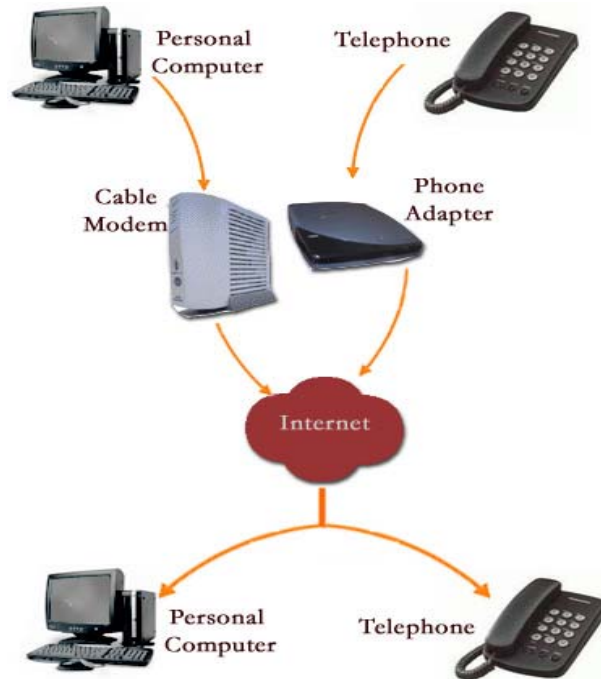 Personal
Computer
Telephone
Cable
Modem
Phone
Adapter
Internet
Personal
Computer
Telephone